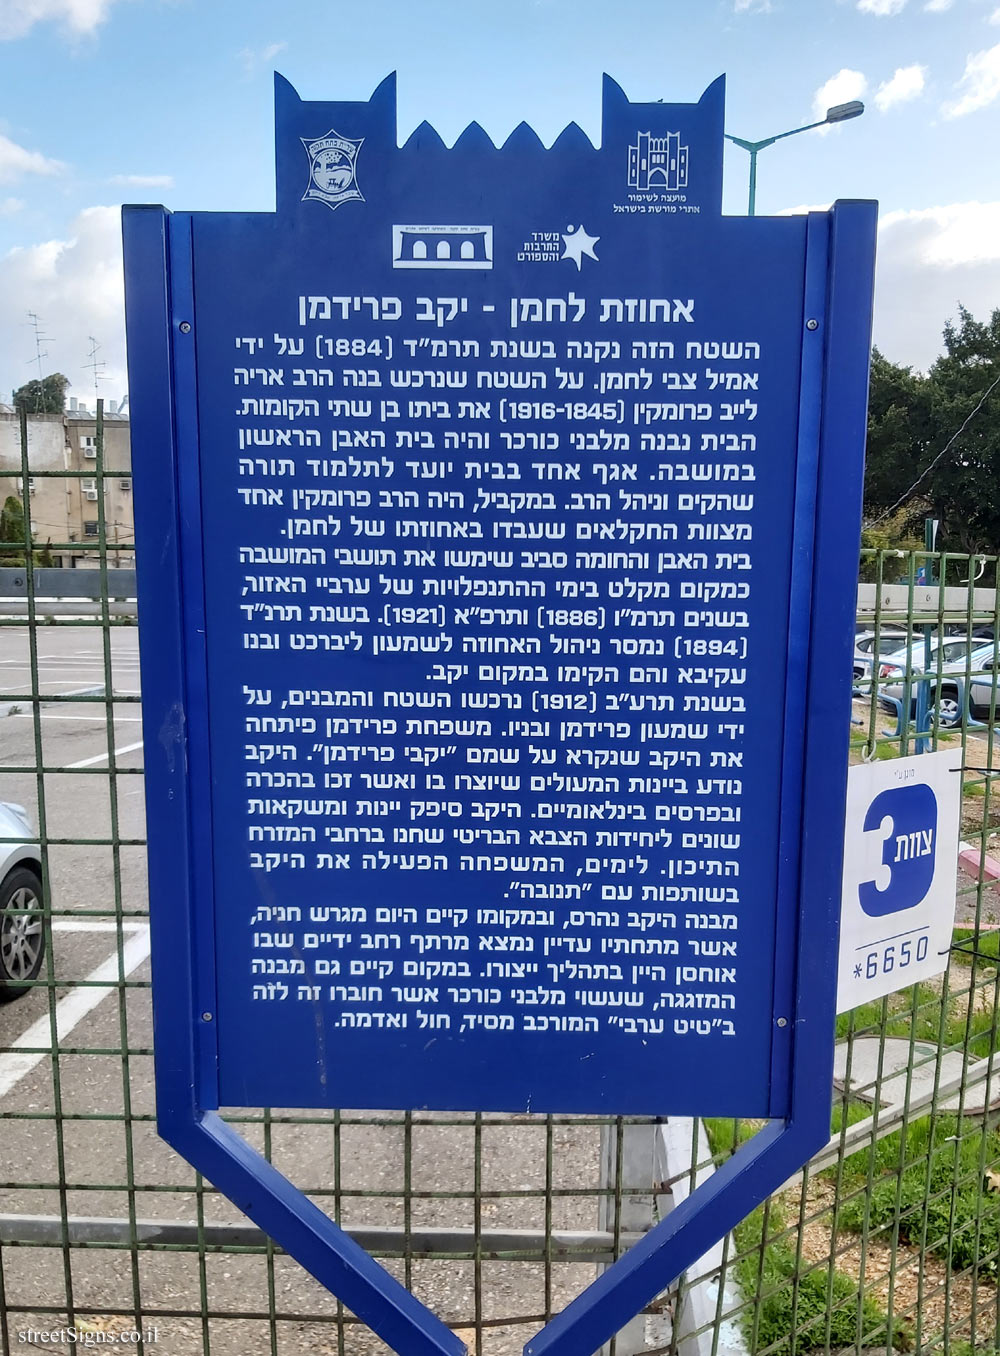 מועצה לשימור
אתרי מורשת בישראל
משרד
התרבות
והספורט
אחוזת לחמן - יקב פרידמן
השטח הזה נקנה בשנת תרמ"ד (1884) על ידי
אמיל צבי לחמן. על השטח שנרכש בנה הרב אריה
לייב פרומקין (1916-1845) את ביתו בן שתי הקומות.
הבית נבנה מלבני כורכר והיה בית האבן הראשון
במושבה. אגף אחד בבית יועד לתלמוד תורה
שהקים וניהל הרב. במקביל, היה הרב פרומקין אחד
מצוות החקלאים שעבדו באחוזתו של לחמן.
בית האבן והחומה סביב שימשו את תושבי המושבה
כמקום מקלט בימי ההתנפלויות של ערביי האזור,
בשנים תרמ"ו (1886) ותרפ"א (1921). בשנת תרנ"ד
(1894) נמסר ניהול האחוזה לשמעון ליברכט ובנו
עקיבא והם הקימו במקום יקב.
בשנת תרע"ב (1912) נרכשו השטח והמבנים, על
ידי שמעון פרידמן ובניו. משפחת פרידמן פיתחה
את היקב שנקרא על שמם "יקבי פרידמן". היקב
נודע ביינות המעולים שיוצרו בו ואשר זכו בהכרה
ובפרסים בינלאומיים. היקב סיפק יינות ומשקאות
שונים ליחידות הצבא הבריטי שחנו ברחבי המזרח
התיכון. לימים, המשפחה הפעילה את היקב
בשותפות עם "תנובה".
מבנה היקב נהרס, ובמקומו קיים היום מגרש חניה,
אשר מתחתיו עדיין נמצא מרתף רחב ידיים שבו
אוחסן היין בתהליך ייצורו. במקום קיים גם מבנה
המזגגה, שעשוי מלבני כורכר אשר חוברו זה לזה
ב"טיט ערבי" המורכב מסיד, חול ואדמה.
מוגן ע"י
צוות 3
*6650
streetSigns.co.il